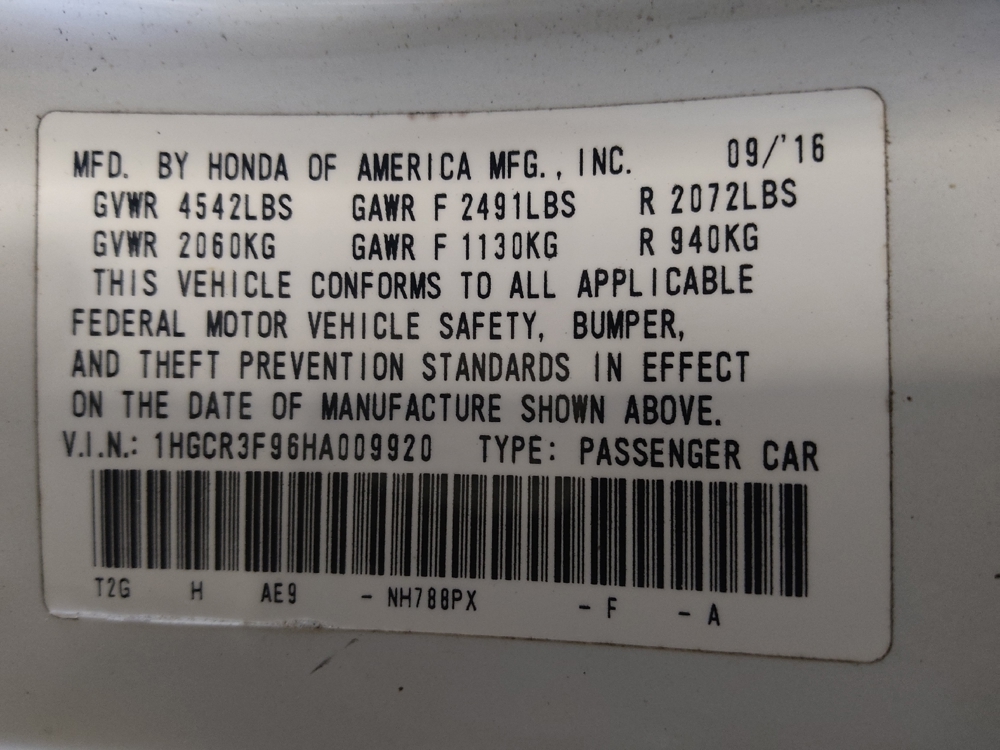 MFD. BY HONDA OF AMERICA MFG., INC. 09/'16
GVWR 4542LBS GAWR F 2491LBS R 2072LBS
GVWR 2060KG GAWR F 1130KG R 940KG
THIS VEHICLE CONFORMS TO ALL APPLICABLE
FEDERAL MOTOR VEHICLE SAFETY, BUMPER,
AND THEFT PREVENTION STANDARDS IN EFFECT
ON THE DATE OF MANUFACTURE SHOWN ABOVE.
V.I.N.: 1HGCR3F96HA009920 TYPE: PASSENGER CAR
T2G H AE9 - NH788PX - F - A